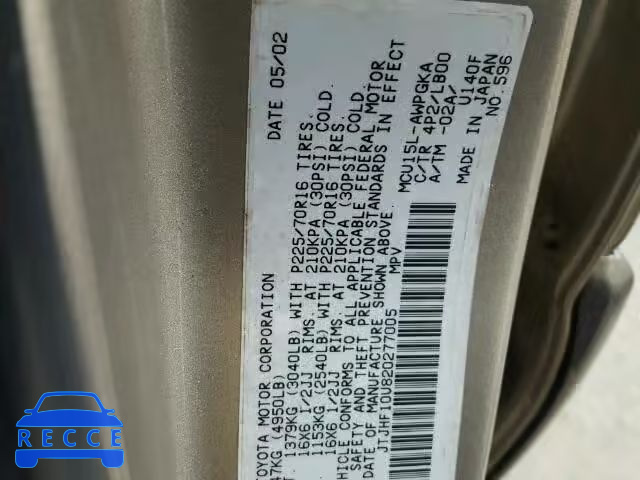 DATE 05/02
TOYOTA MOTOR CORPORATION
47KG (4950LB)
1379KG (3040LB) WITH P225/70R16 TIRES.
16X6 1/2JJ RIMS. AT 210KPA (30PSI) COLD.
1153KG (2540LB) WITH P225/70R16 TIRES.
16X6 1/2JJ RIMS. AT 210KPA (30PSI) COLD.
HICLE CONFORMS TO ALL APPLICABLE FEDERAL MOTOR
SAFETY AND THEFT PREVENTION STANDARDS IN EFFECT
DATE OF MANUFACTURE SHOWN ABOVE.
JTJHF10U820277005 MPV
MCU15L-AWPGKA
C/TR 4P2/LB00
A/TM -02A/ U140F
MADE IN JAPAN
NO.596
RECCE